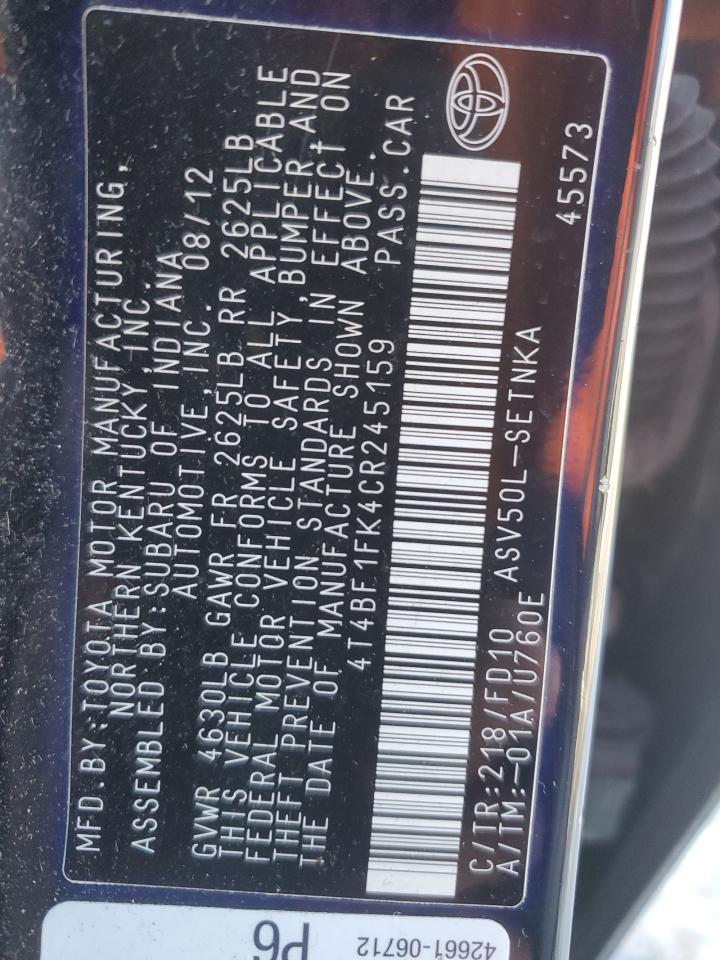 MFD.BY:TOYOTA MOTOR MANUFACTURING,
NORTHERN KENTUCKY,INC.
ASSEMBLED BY:SUBARU OF INDIANA
AUTOMOTIVE,INC. 08/12
GVWR 4630LB GAWR FR 2625LB RR 2625LB
THIS VEHICLE CONFORMS TO ALL APPLICABLE
FEDERAL MOTOR VEHICLE SAFETY,BUMPER,AND
THEFT PREVENTION STANDARDS IN EFFECT ON
THE DATE OF MANUFACTURE SHOWN ABOVE.
4T4BF1FK4CR245159 PASS.CAR
C/TR:218/FD10 ASV50L-SETNKA
A/TM:-01A/U760E
45573
P6
42661-06712